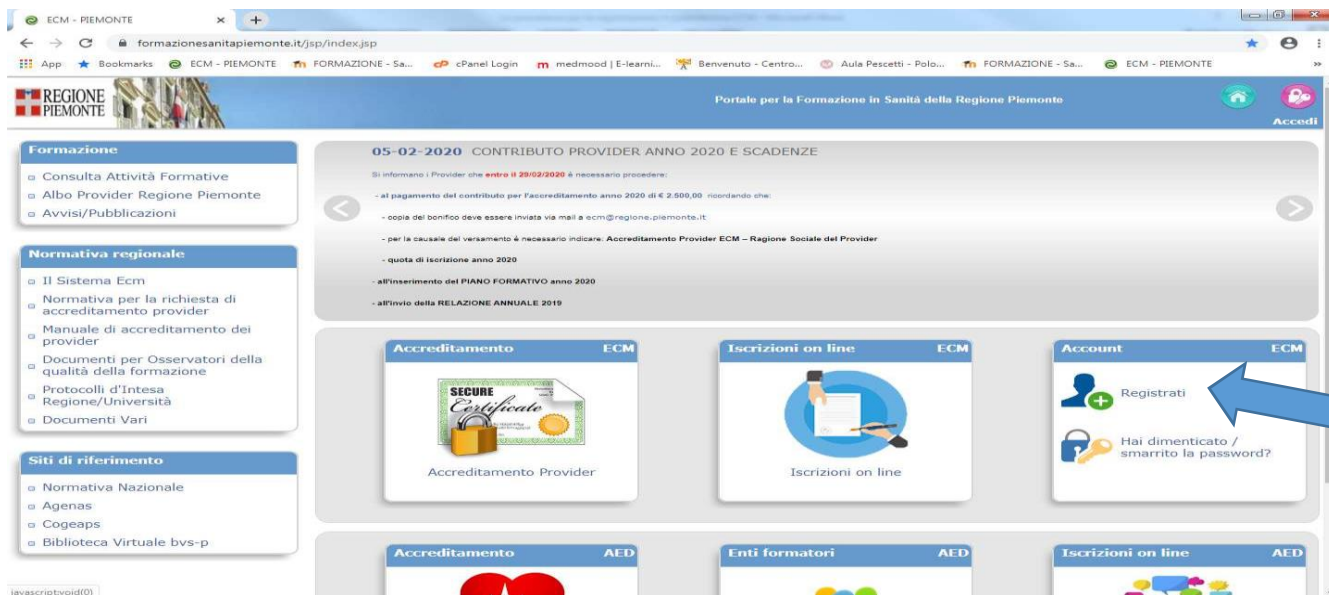 ECM - PIEMONTE
formazionesanitapiemonte.it/jsp/index.jsp
App Bookmarks ECM - PIEMONTE FORMAZIONE - Sa... cPanel Login medmood | E-learni... Benvenuto - Centro... Aula Pescetti - Polo... FORMAZIONE - Sa... ECM - PIEMONTE »
REGIONE
PIEMONTE
Portale per la Formazione in Sanità della Regione Piemonte
Accedi
Formazione
Consulta Attività Formative
Albo Provider Regione Piemonte
Avvisi/Pubblicazioni
Normativa regionale
Il Sistema Ecm
Normativa per la richiesta di
accreditamento provider
Manuale di accreditamento dei
provider
Documenti per Osservatori della
qualità della formazione
Protocolli d'Intesa
Regione/Università
Documenti Vari
Siti di riferimento
Normativa Nazionale
Agenas
Cogeaps
Biblioteca Virtuale bvs-p
05-02-2020 CONTRIBUTO PROVIDER ANNO 2020 E SCADENZE
Si informano i Provider che entro il 29/02/2020 è necessario procedere:
- al pagamento del contributo per l'accreditamento anno 2020 di € 2.500,00 ricordando che:
- copia del bonifico deve essere inviata via mail a ecm@regione.piemonte.it
- per la causale del versamento è necessario indicare: Accreditamento Provider ECM – Ragione Sociale del Provider
- quota di iscrizione anno 2020
- all'inserimento del PIANO FORMATIVO anno 2020
- all'invio della RELAZIONE ANNUALE 2019
Accreditamento ECM
SECURE
Certificate
Accreditamento Provider
Iscrizioni on line ECM
Iscrizioni on line
Account ECM
Registrati
Hai dimenticato /
smarrito la password?
Accreditamento AED
Enti formatori AED
Iscrizioni on line AED
javascript:void(0)